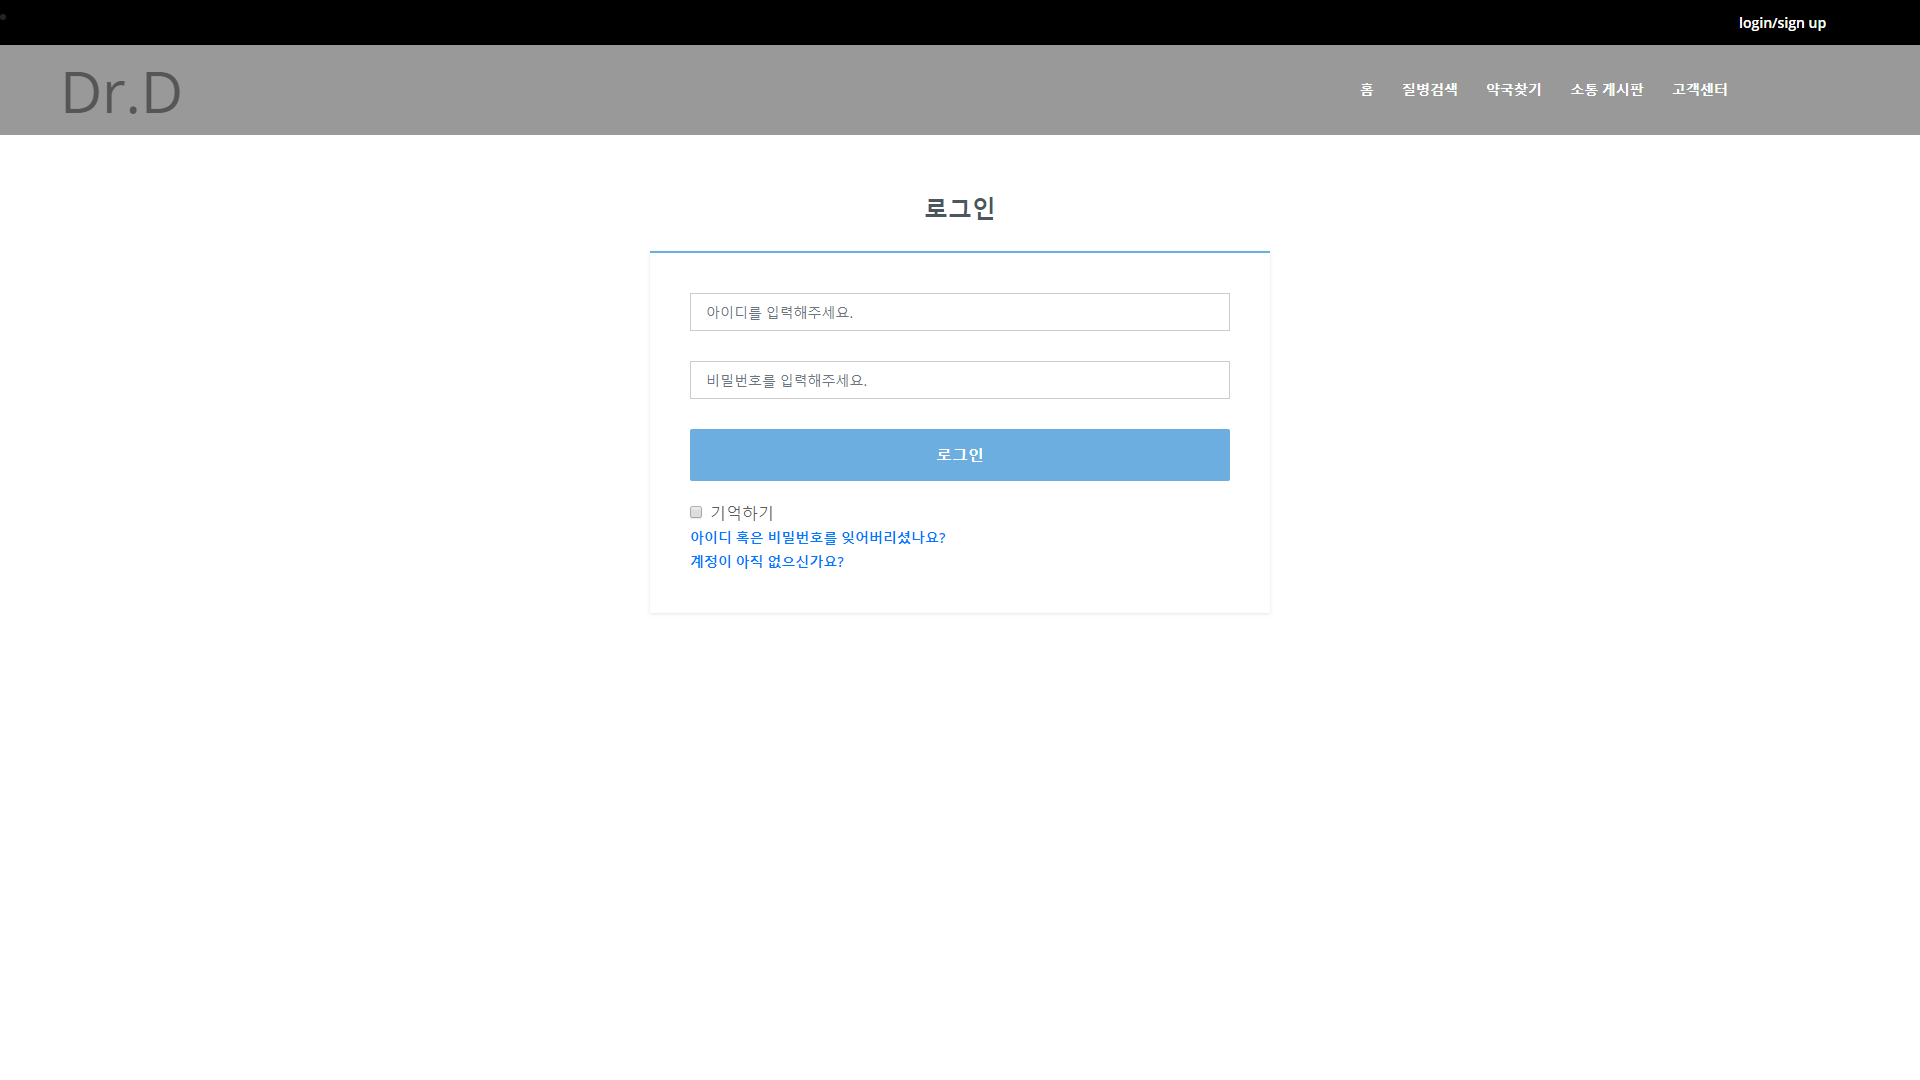 login/sign up
Dr.D
홈 질병검색 약국찾기 소통 게시판 고객센터
로그인
아이디를 입력해주세요.
비밀번호를 입력해주세요.
로그인
기억하기
아이디 혹은 비밀번호를 잊어버리셨나요?
계정이 아직 없으신가요?